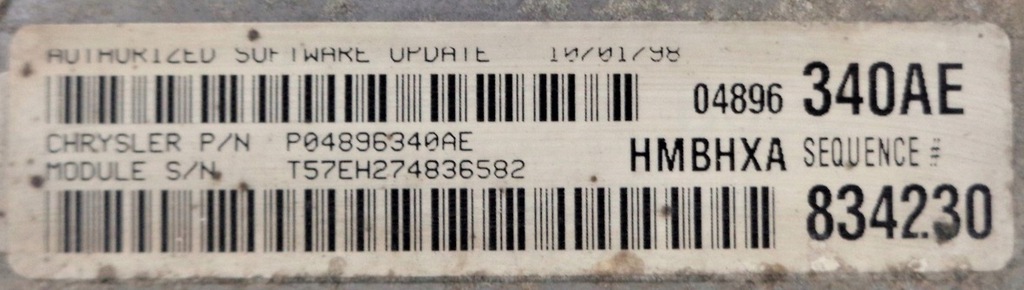 AUTHORIZED SOFTWARE UPDATE 10/01/98
04896 340AE
CHRYSLER P/N P04896340AE
MODULE S/N T57EH274836582
HMBHXA SEQUENCE #
834230